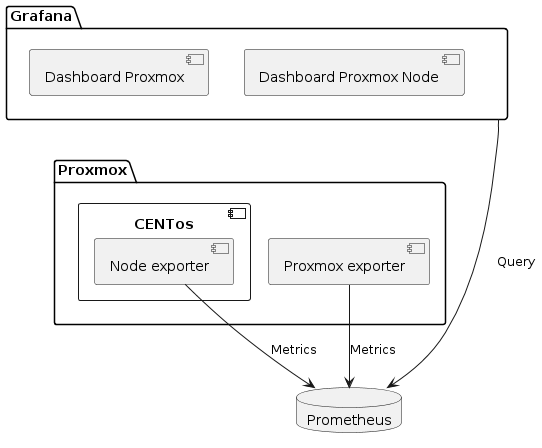 Grafana
Dashboard Proxmox
Dashboard Proxmox Node
Proxmox
CENTos
Node exporter
Proxmox exporter
Query
Metrics
Metrics
Prometheus